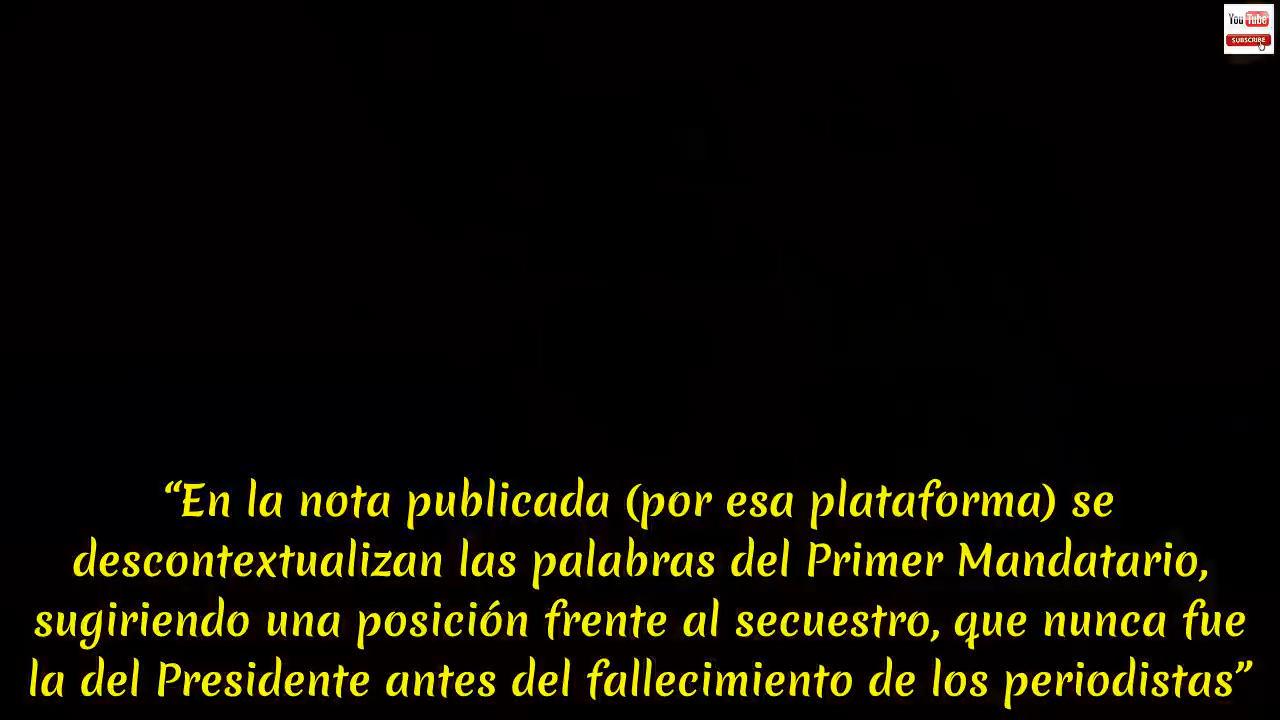 You Tube
SUBSCRIBE
“En la nota publicada (por esa plataforma) se
descontextualizan las palabras del Primer Mandatario,
sugiriendo una posición frente al secuestro, que nunca fue
la del Presidente antes del fallecimiento de los periodistas”